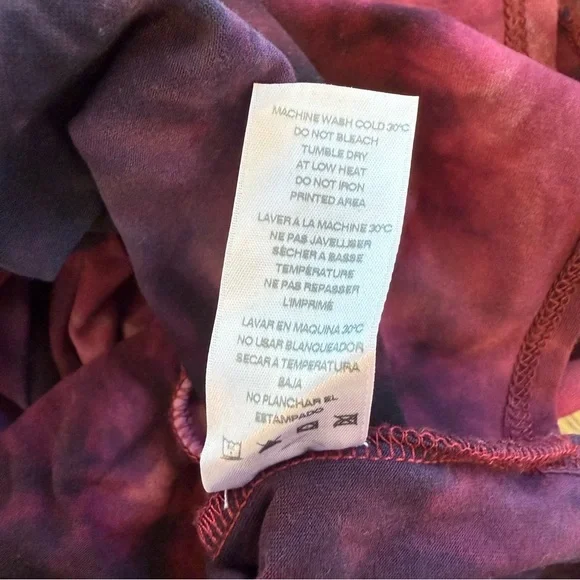 MACHINE WASH COLD 30°C
DO NOT BLEACH
TUMBLE DRY
AT LOW HEAT
DO NOT IRON
PRINTED AREA
LAVER A LA MACHINE 30°C
NE PAS JAVELLISER
SÉCHER A BASSE
TEMPÉRATURE
NE PAS REPASSER
L'IMPRIMÉ
LAVAR EN MAQUINA 30°C
NO USAR BLANQUEADOR
SECAR A TEMPERATURA
BAJA
NO PLANCHAR EL
ESTAMPADO